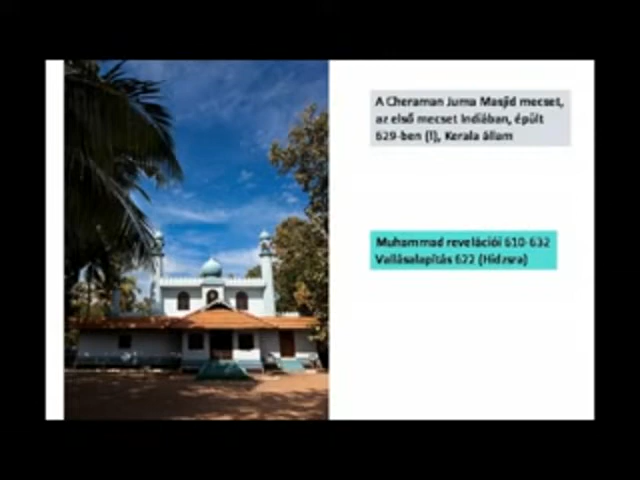 A Cheraman Juma Masjid mecset,
az első mecset Indiában, épült
629-ben (!), Kerala állam
Muhammad revelációi 610-632
Vallásalapítás 622 (Hidzsra)